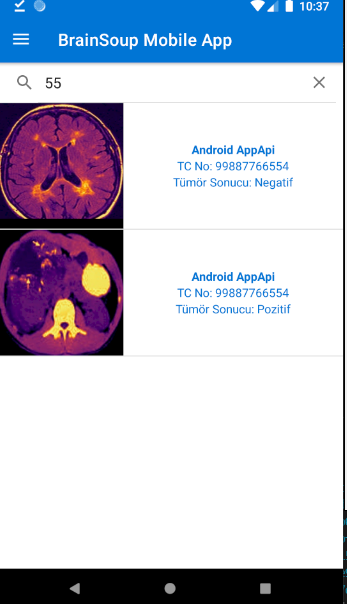 10:37
BrainSoup Mobile App
55
Android AppApi
TC No: 99887766554
Tümör Sonucu: Negatif
Android AppApi
TC No: 99887766554
Tümör Sonucu: Pozitif